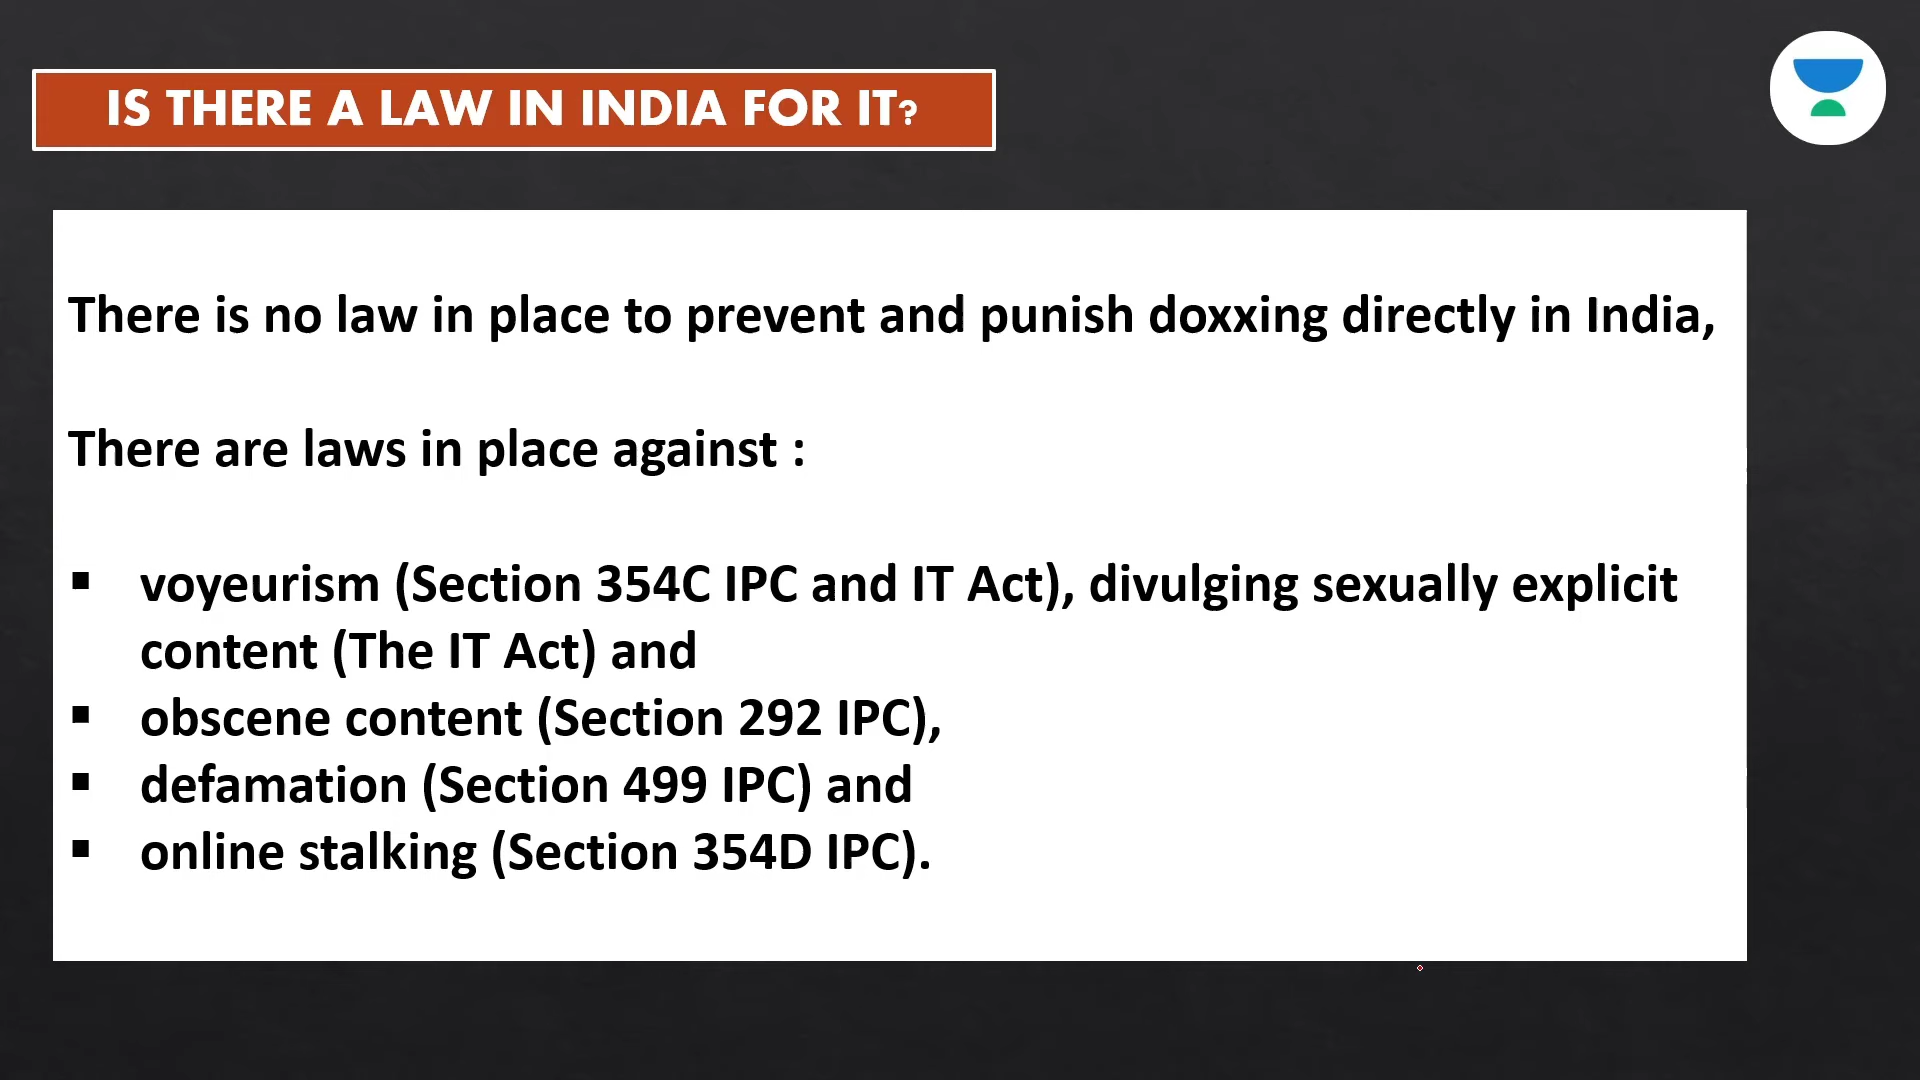 IS THERE A LAW IN INDIA FOR IT?
There is no law in place to prevent and punish doxxing directly in India,
There are laws in place against :
▪ voyeurism (Section 354C IPC and IT Act), divulging sexually explicit
content (The IT Act) and
▪ obscene content (Section 292 IPC),
▪ defamation (Section 499 IPC) and
▪ online stalking (Section 354D IPC).